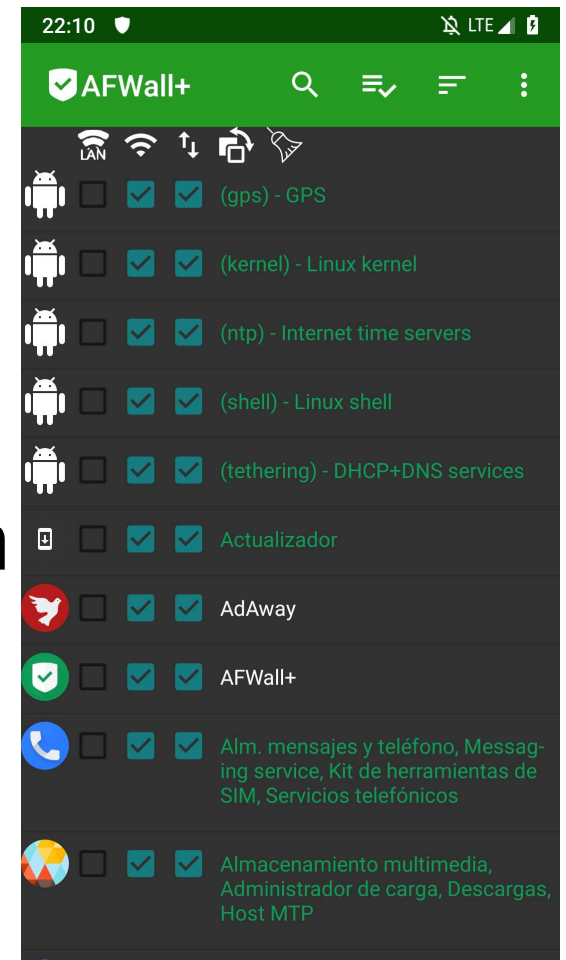 22:10
LTE
AFWall+
LAN
(gps) - GPS
(kernel) - Linux kernel
(ntp) - Internet time servers
(shell) - Linux shell
(tethering) - DHCP+DNS services
Actualizador
AdAway
AFWall+
Alm. mensajes y teléfono, Messag-
ing service, Kit de herramientas de
SIM, Servicios telefónicos
Almacenamiento multimedia,
Administrador de carga, Descargas,
Host MTP